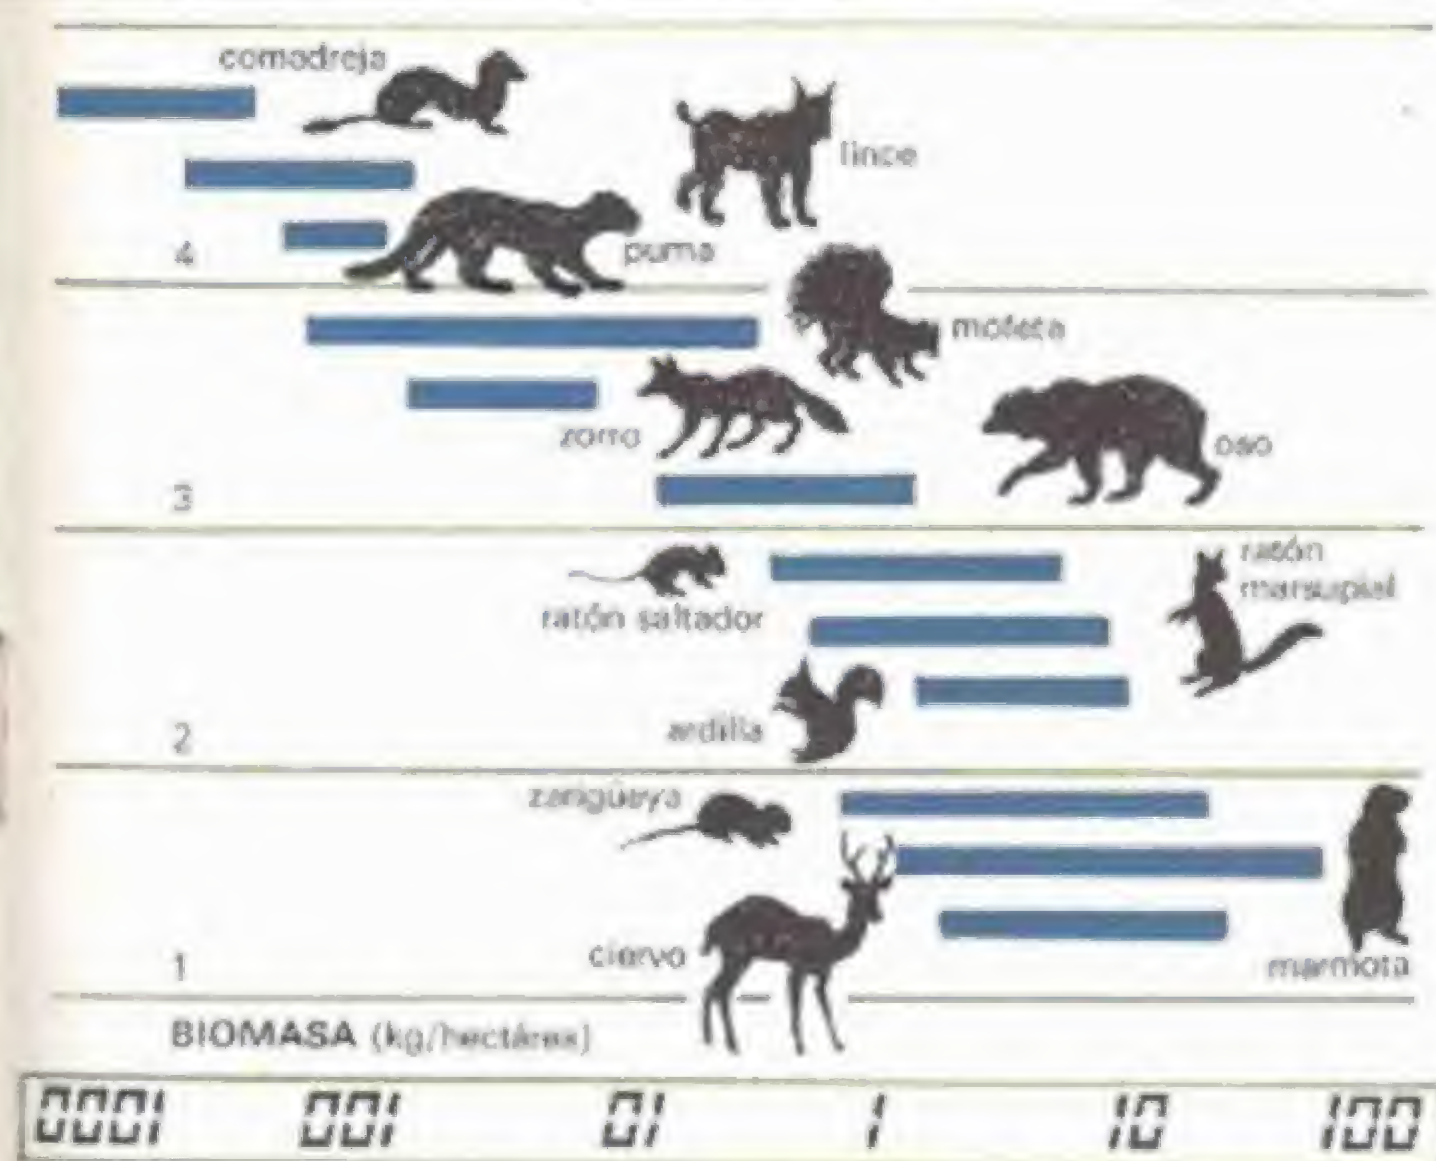 comadreja
lince
puma
4
mofeta
zorro
oso
3
ratón
marsupial
ratón saltador
ardilla
2
zarigüeya
ciervo
1
marmota
BIOMASA (kg/hectárea)
0001 001 01 1 10 100